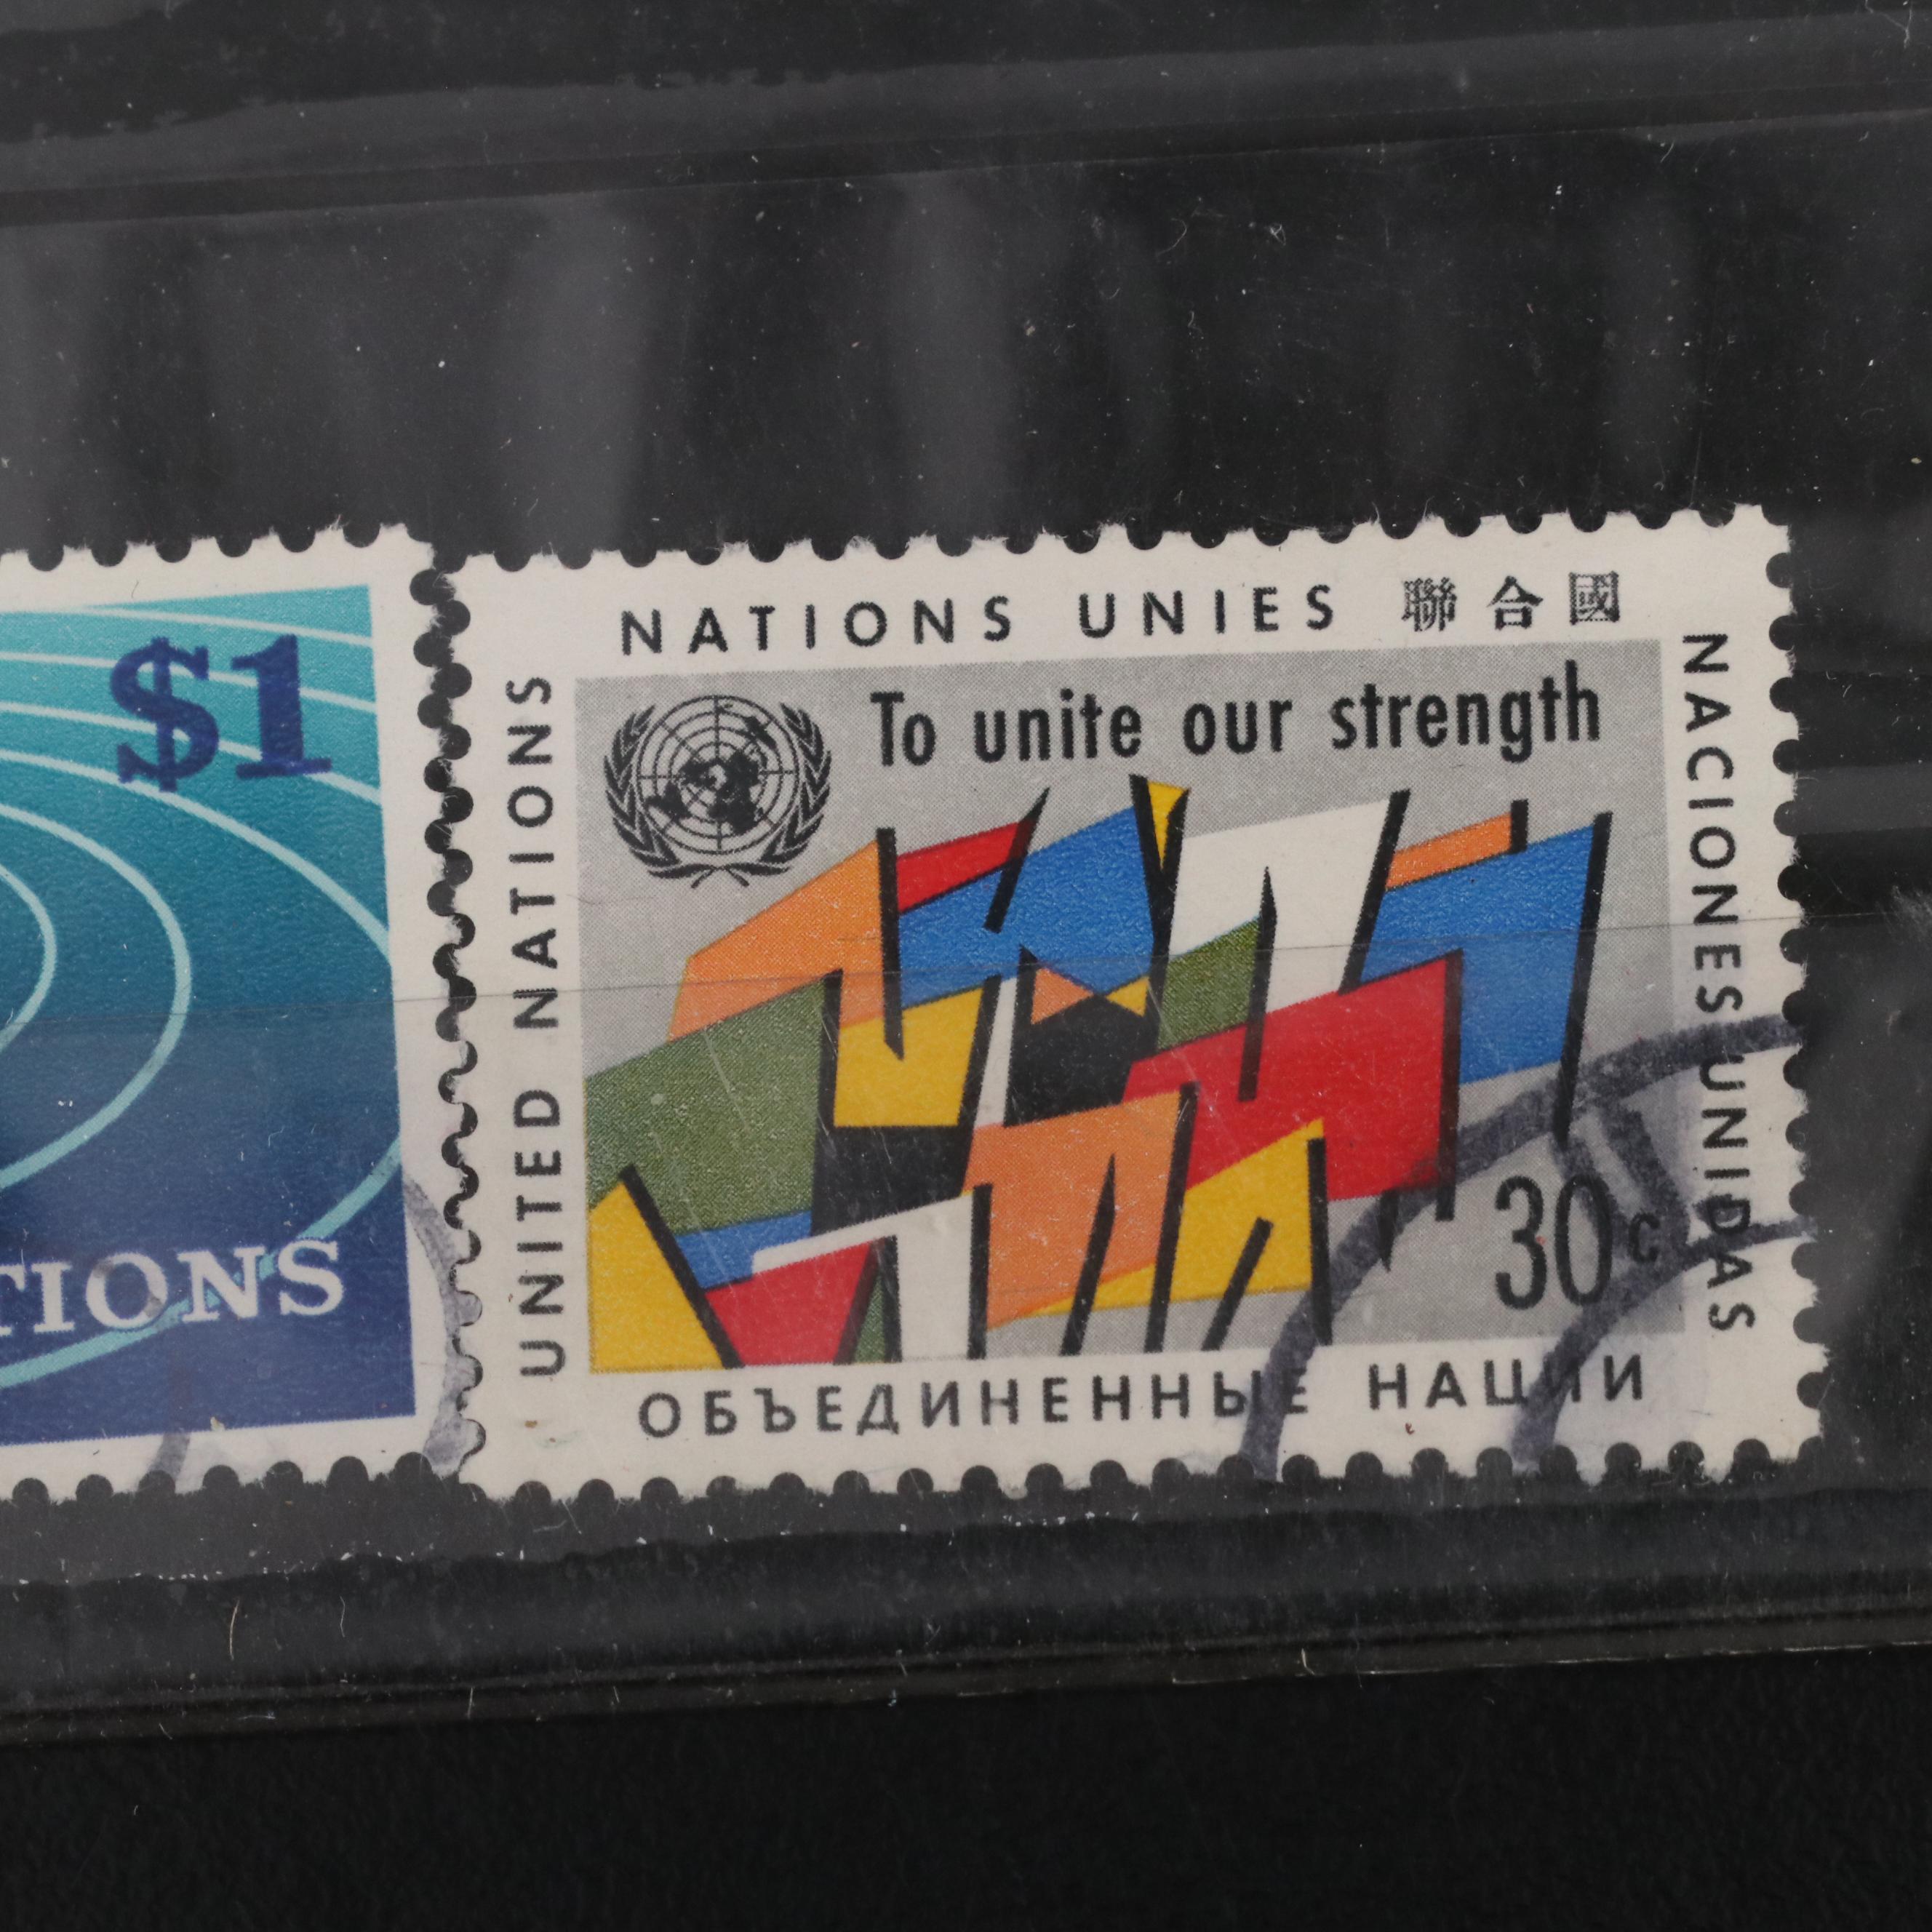 $1
TIONS
NATIONS UNIES 聯合國
UNITED NATIONS
To unite our strength
NACIONES UNIDAS
30c
ОБЪЕДИНЕННЫЕ НАЦИИ